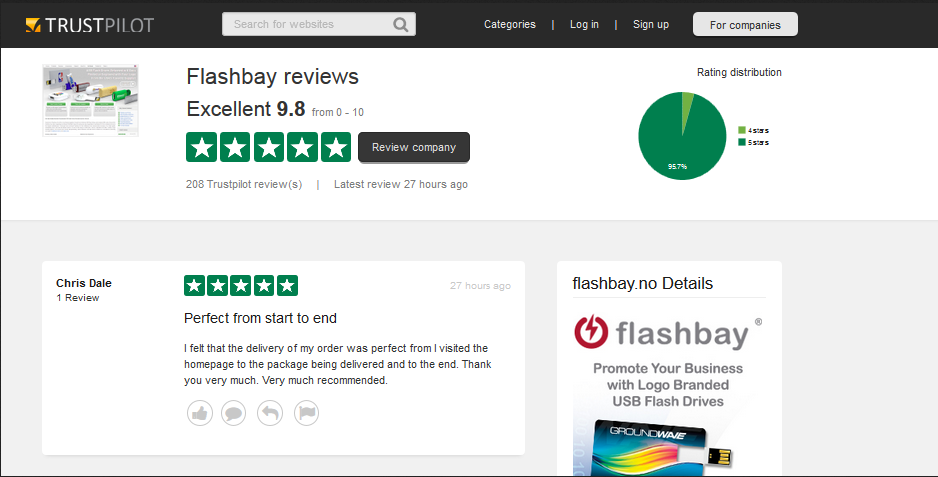 TRUSTPILOT
Search for websites
Categories | Log in | Sign up
For companies
Flashbay reviews
Excellent 9.8 from 0 - 10
Review company
208 Trustpilot review(s) | Latest review 27 hours ago
Rating distribution
4 stars
5 stars
95.7%
Chris Dale
1 Review
27 hours ago
Perfect from start to end
I felt that the delivery of my order was perfect from I visited the
homepage to the package being delivered and to the end. Thank
you very much. Very much recommended.
flashbay.no Details
flashbay ®
Promote Your Business
with Logo Branded
USB Flash Drives
GROUNDWAVE